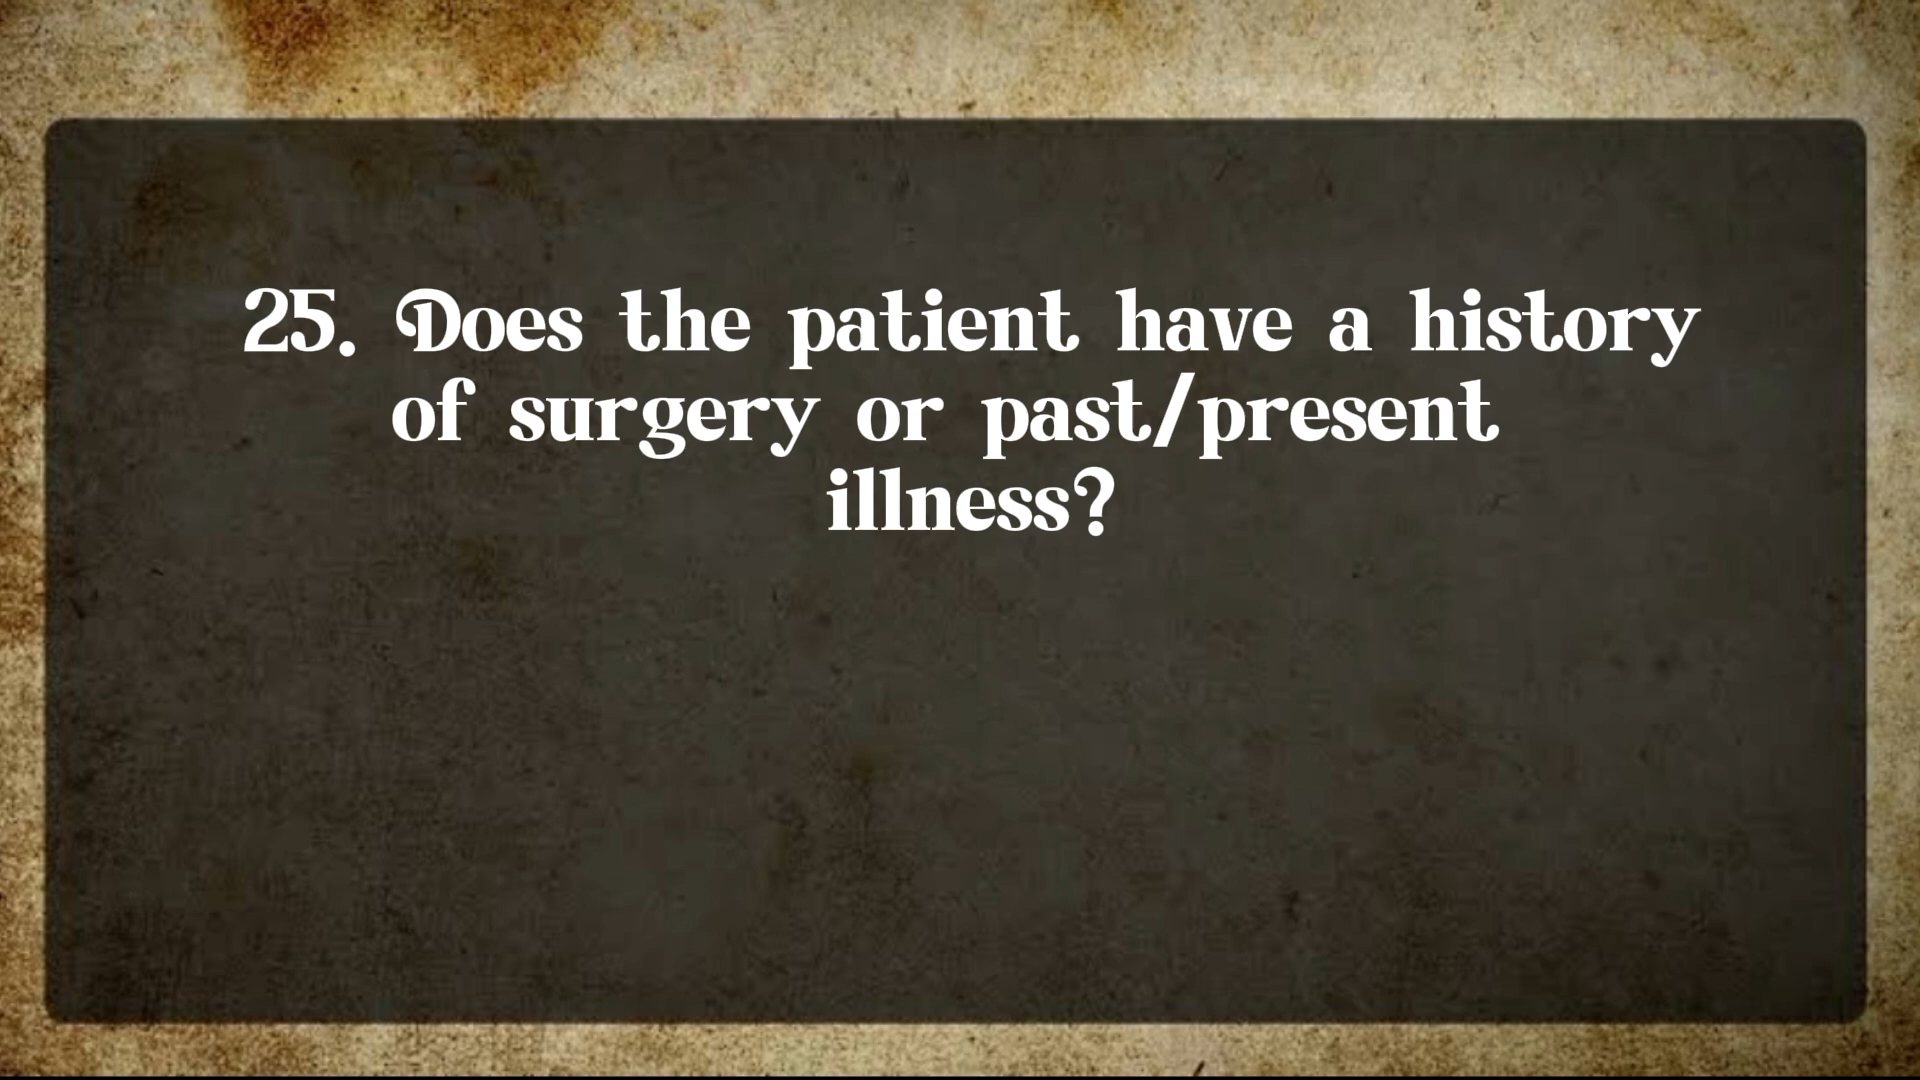 25. Does the patient have a history
of surgery or past/present
illness?